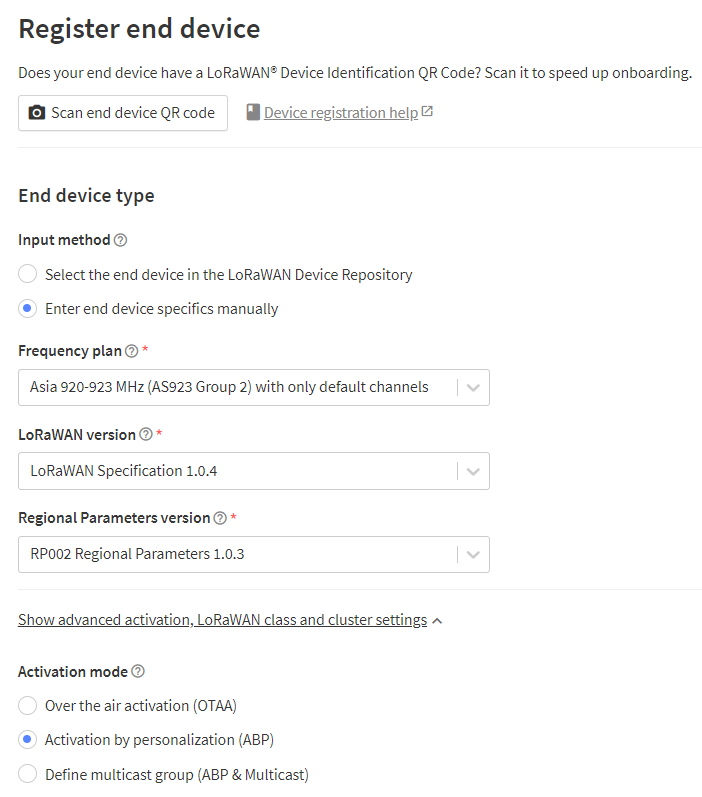 Register end device
Does your end device have a LoRaWAN® Device Identification QR Code? Scan it to speed up onboarding.
Scan end device QR code
Device registration help
End device type
Input method
Select the end device in the LoRaWAN Device Repository
Enter end device specifics manually
Frequency plan *
Asia 920-923 MHz (AS923 Group 2) with only default channels
LoRaWAN version *
LoRaWAN Specification 1.0.4
Regional Parameters version *
RP002 Regional Parameters 1.0.3
Show advanced activation, LoRaWAN class and cluster settings
Activation mode
Over the air activation (OTAA)
Activation by personalization (ABP)
Define multicast group (ABP & Multicast)